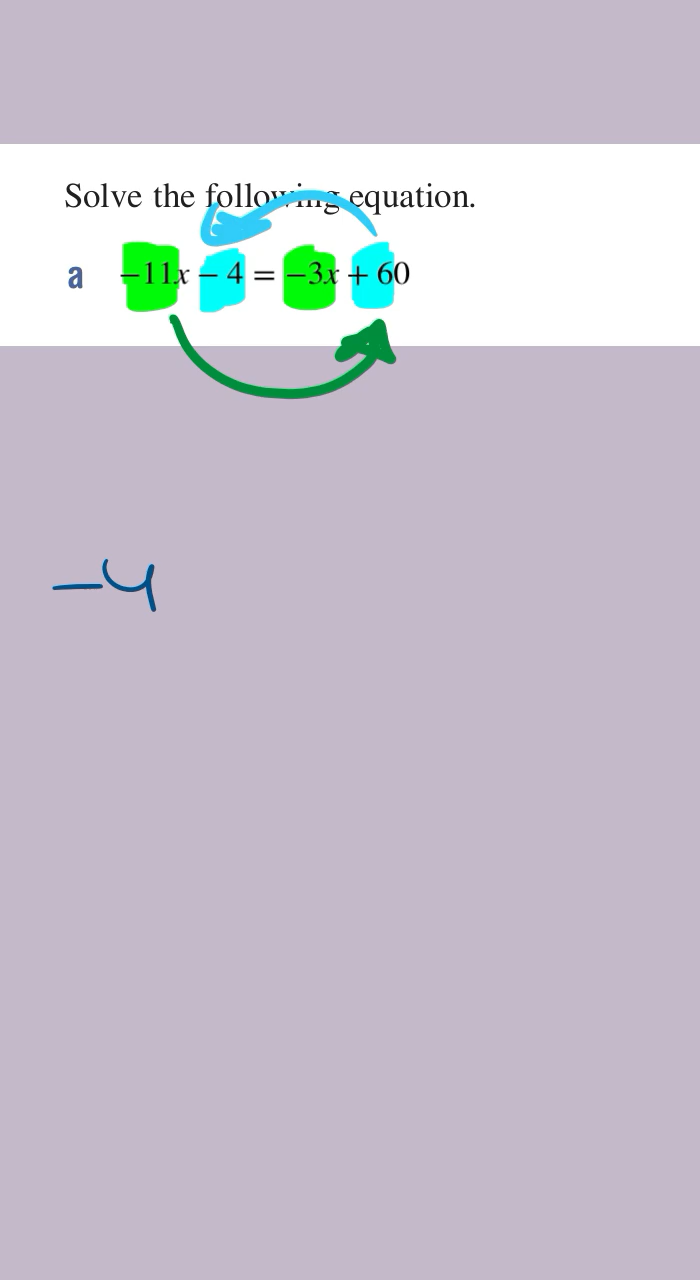 Solve the following equation.
a −11x − 4 = −3x + 60
−4